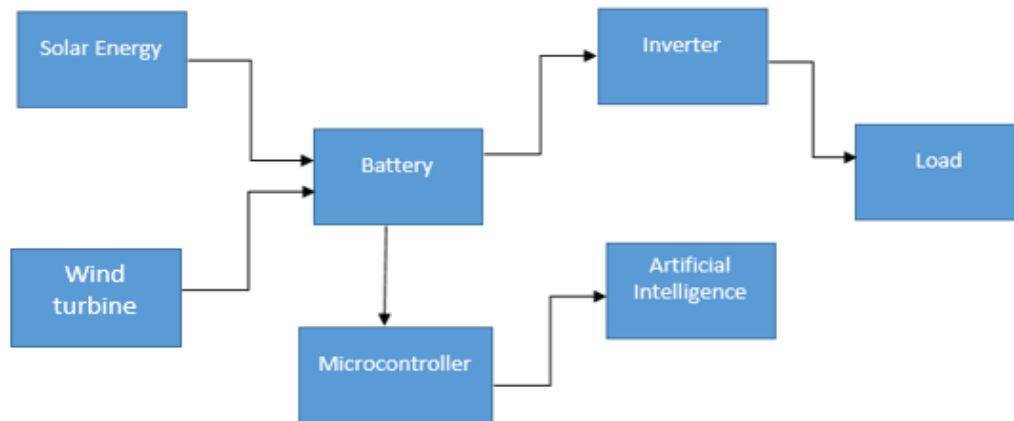 Solar Energy
Inverter
Battery
Load
Wind
turbine
Artificial
Intelligence
Microcontroller